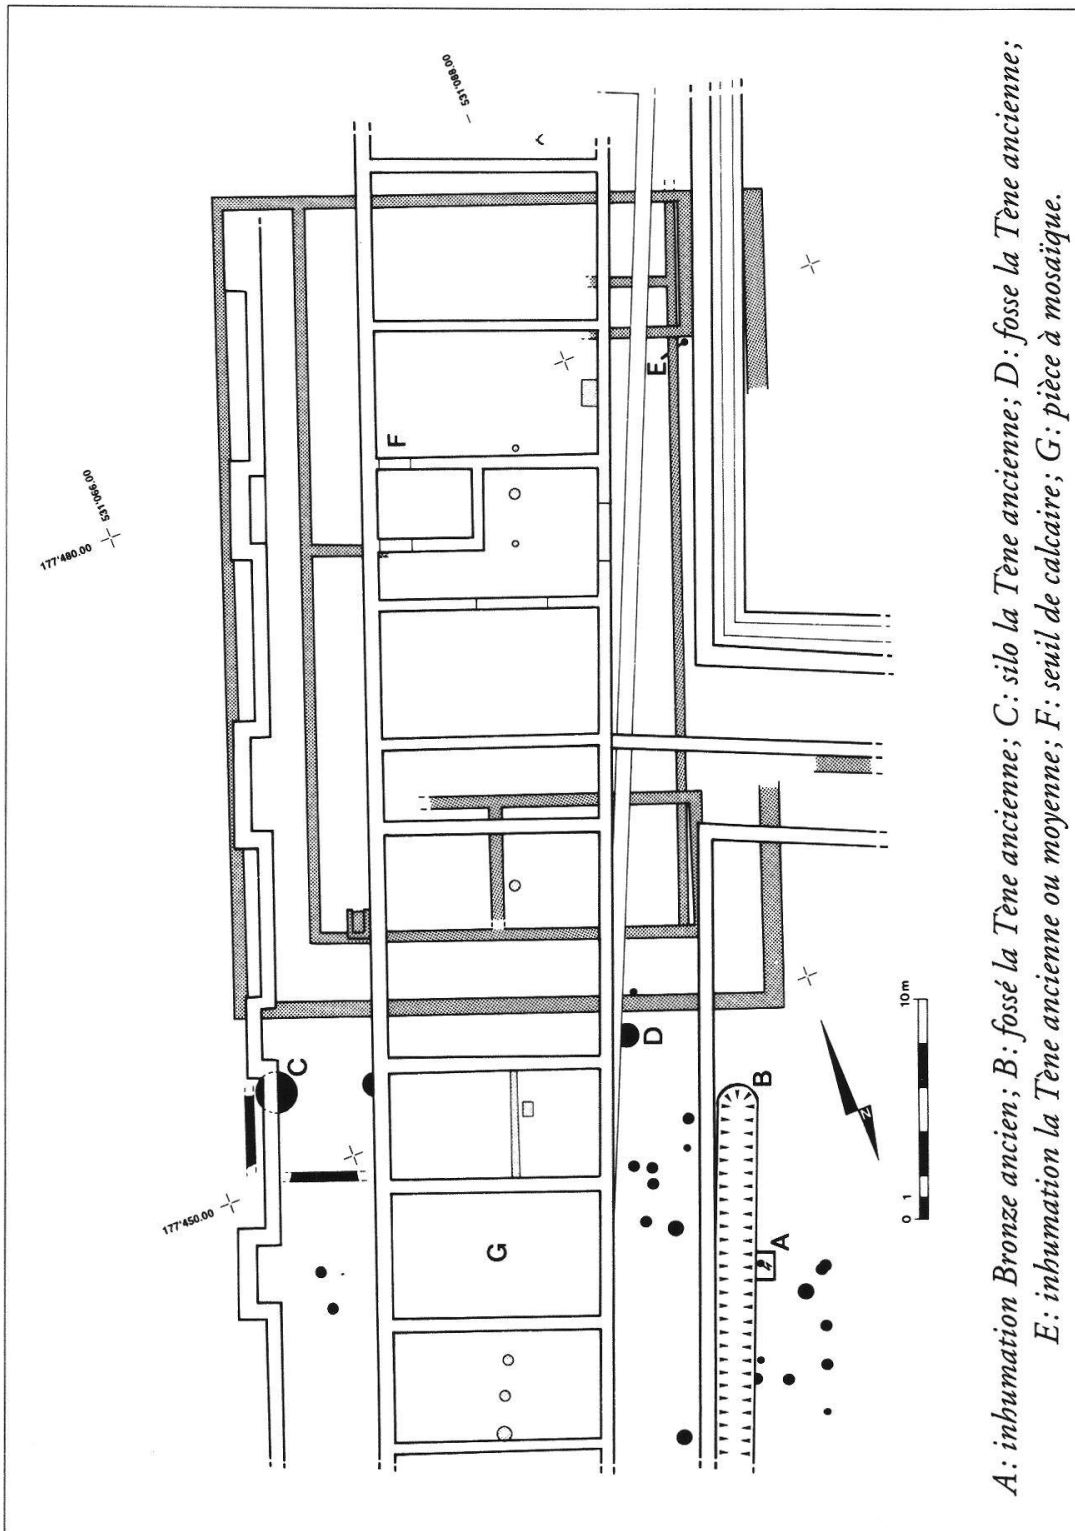 177'480.00
531'066.00
531'088.00
177'450.00
F
E
C
D
G
B
A
N
0 1 10m
A: inhumation Bronze ancien; B: fossé la Tène ancienne; C: silo la Tène ancienne; D: fosse la Tène ancienne;
E: inhumation la Tène ancienne ou moyenne; F: seuil de calcaire; G: pièce à mosaïque.